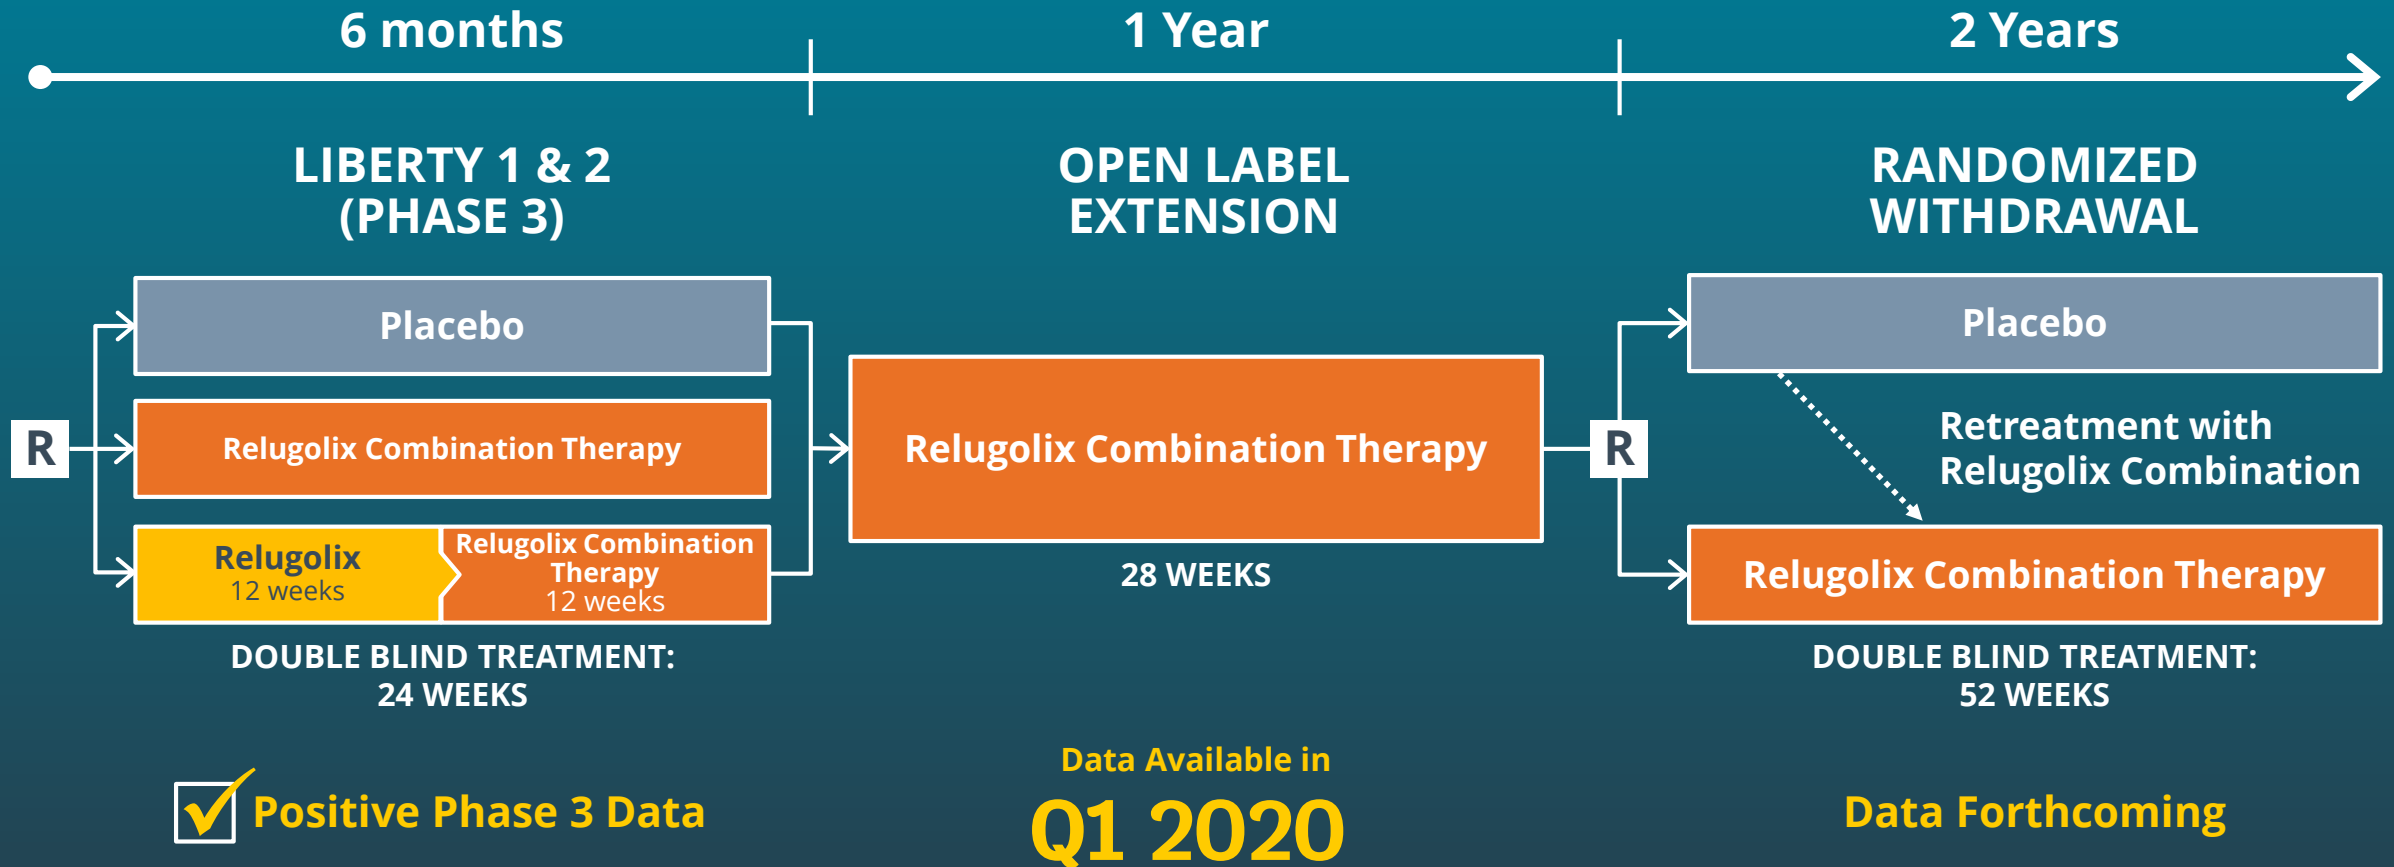 6 months
1 Year
2 Years
LIBERTY 1 & 2
(PHASE 3)
OPEN LABEL
EXTENSION
RANDOMIZED
WITHDRAWAL
R
Placebo
Relugolix Combination Therapy
Relugolix
12 weeks
Relugolix Combination
Therapy
12 weeks
DOUBLE BLIND TREATMENT:
24 WEEKS
Relugolix Combination Therapy
28 WEEKS
R
Placebo
Retreatment with
Relugolix Combination
Relugolix Combination Therapy
DOUBLE BLIND TREATMENT:
52 WEEKS
Positive Phase 3 Data
Data Available in
Q1 2020
Data Forthcoming